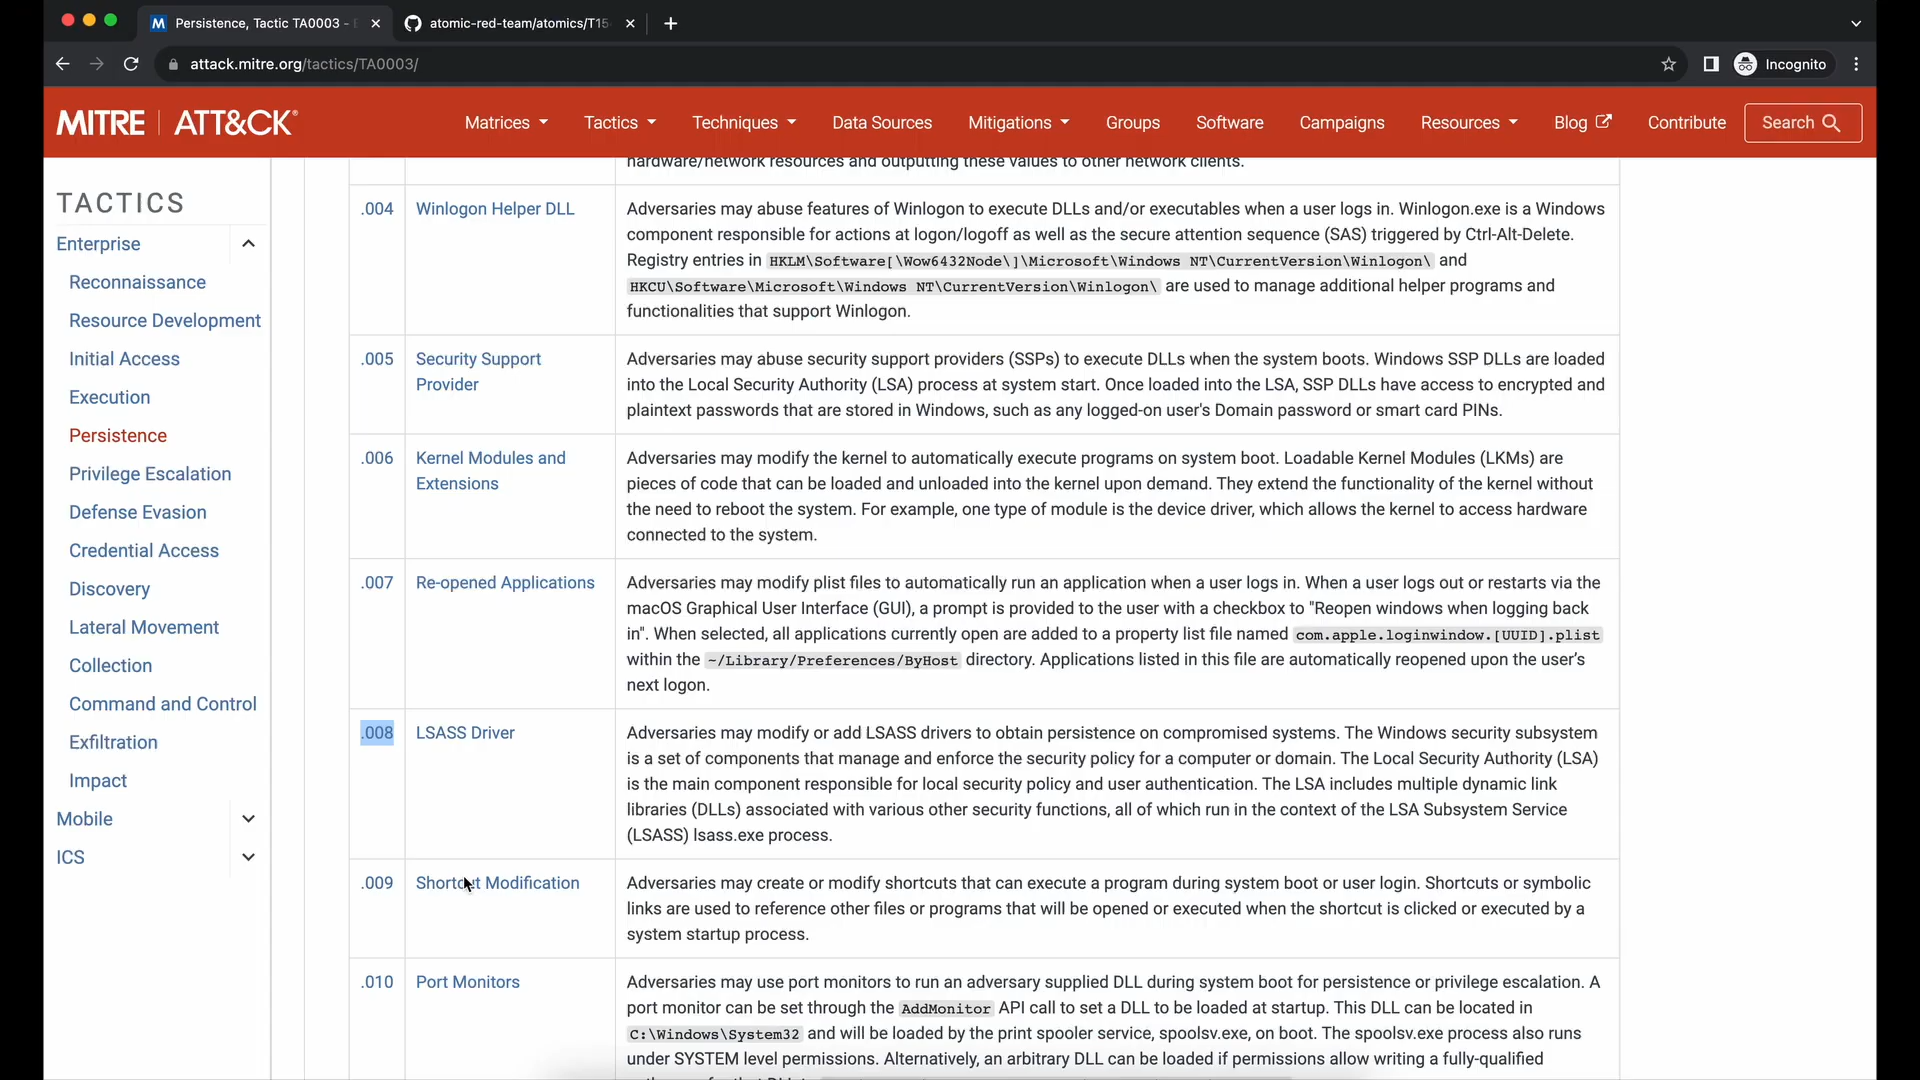 Persistence, Tactic TA0003 -
atomic-red-team/atomics/T15
attack.mitre.org/tactics/TA0003/
Incognito
MITRE | ATT&CK®
Matrices
Tactics
Techniques
Data Sources
Mitigations
Groups
Software
Campaigns
Resources
Blog
Contribute
Search
TACTICS
Enterprise
Reconnaissance
Resource Development
Initial Access
Execution
Persistence
Privilege Escalation
Defense Evasion
Credential Access
Discovery
Lateral Movement
Collection
Command and Control
Exfiltration
Impact
Mobile
ICS
hardware/network resources and outputting these values to other network clients.
.004
Winlogon Helper DLL
Adversaries may abuse features of Winlogon to execute DLLs and/or executables when a user logs in. Winlogon.exe is a Windows
component responsible for actions at logon/logoff as well as the secure attention sequence (SAS) triggered by Ctrl-Alt-Delete.
Registry entries in HKLM\Software[\Wow6432Node\]\Microsoft\Windows NT\CurrentVersion\Winlogon\ and
HKCU\Software\Microsoft\Windows NT\CurrentVersion\Winlogon\ are used to manage additional helper programs and
functionalities that support Winlogon.
.005
Security Support
Provider
Adversaries may abuse security support providers (SSPs) to execute DLLs when the system boots. Windows SSP DLLs are loaded
into the Local Security Authority (LSA) process at system start. Once loaded into the LSA, SSP DLLs have access to encrypted and
plaintext passwords that are stored in Windows, such as any logged-on user's Domain password or smart card PINs.
.006
Kernel Modules and
Extensions
Adversaries may modify the kernel to automatically execute programs on system boot. Loadable Kernel Modules (LKMs) are
pieces of code that can be loaded and unloaded into the kernel upon demand. They extend the functionality of the kernel without
the need to reboot the system. For example, one type of module is the device driver, which allows the kernel to access hardware
connected to the system.
.007
Re-opened Applications
Adversaries may modify plist files to automatically run an application when a user logs in. When a user logs out or restarts via the
macOS Graphical User Interface (GUI), a prompt is provided to the user with a checkbox to "Reopen windows when logging back
in". When selected, all applications currently open are added to a property list file named com.apple.loginwindow.[UUID].plist
within the ~/Library/Preferences/ByHost directory. Applications listed in this file are automatically reopened upon the user’s
next logon.
.008
LSASS Driver
Adversaries may modify or add LSASS drivers to obtain persistence on compromised systems. The Windows security subsystem
is a set of components that manage and enforce the security policy for a computer or domain. The Local Security Authority (LSA)
is the main component responsible for local security policy and user authentication. The LSA includes multiple dynamic link
libraries (DLLs) associated with various other security functions, all of which run in the context of the LSA Subsystem Service
(LSASS) lsass.exe process.
.009
Shortcut Modification
Adversaries may create or modify shortcuts that can execute a program during system boot or user login. Shortcuts or symbolic
links are used to reference other files or programs that will be opened or executed when the shortcut is clicked or executed by a
system startup process.
.010
Port Monitors
Adversaries may use port monitors to run an adversary supplied DLL during system boot for persistence or privilege escalation. A
port monitor can be set through the AddMonitor API call to set a DLL to be loaded at startup. This DLL can be located in
C:\Windows\System32 and will be loaded by the print spooler service, spoolsv.exe, on boot. The spoolsv.exe process also runs
under SYSTEM level permissions. Alternatively, an arbitrary DLL can be loaded if permissions allow writing a fully-qualified